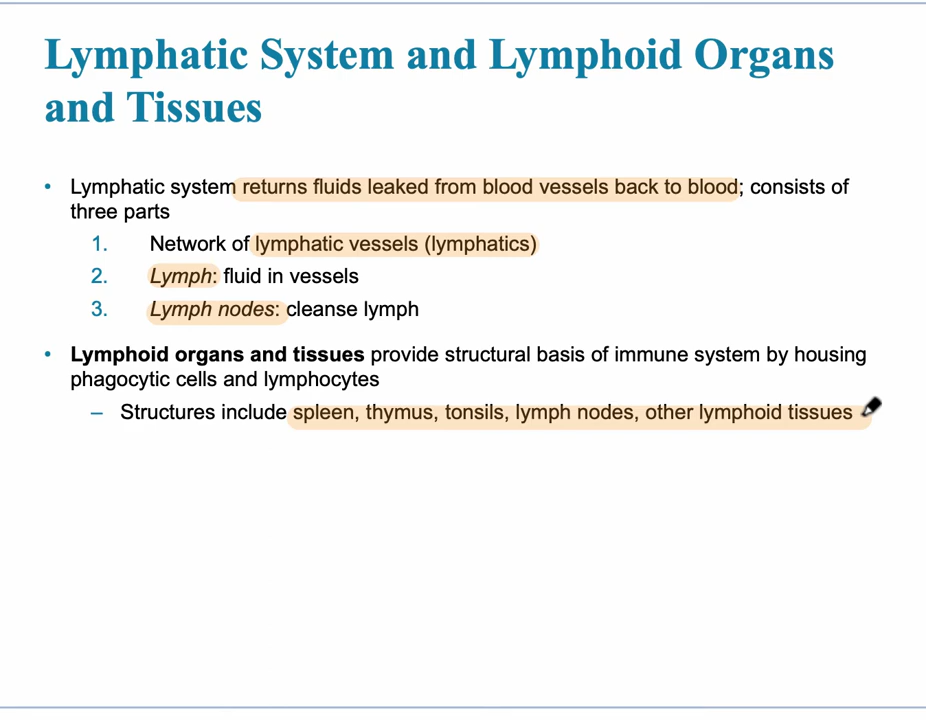 Lymphatic System and Lymphoid Organs
and Tissues
• Lymphatic system returns fluids leaked from blood vessels back to blood; consists of
three parts
1. Network of lymphatic vessels (lymphatics)
2. Lymph: fluid in vessels
3. Lymph nodes: cleanse lymph
• Lymphoid organs and tissues provide structural basis of immune system by housing
phagocytic cells and lymphocytes
– Structures include spleen, thymus, tonsils, lymph nodes, other lymphoid tissues